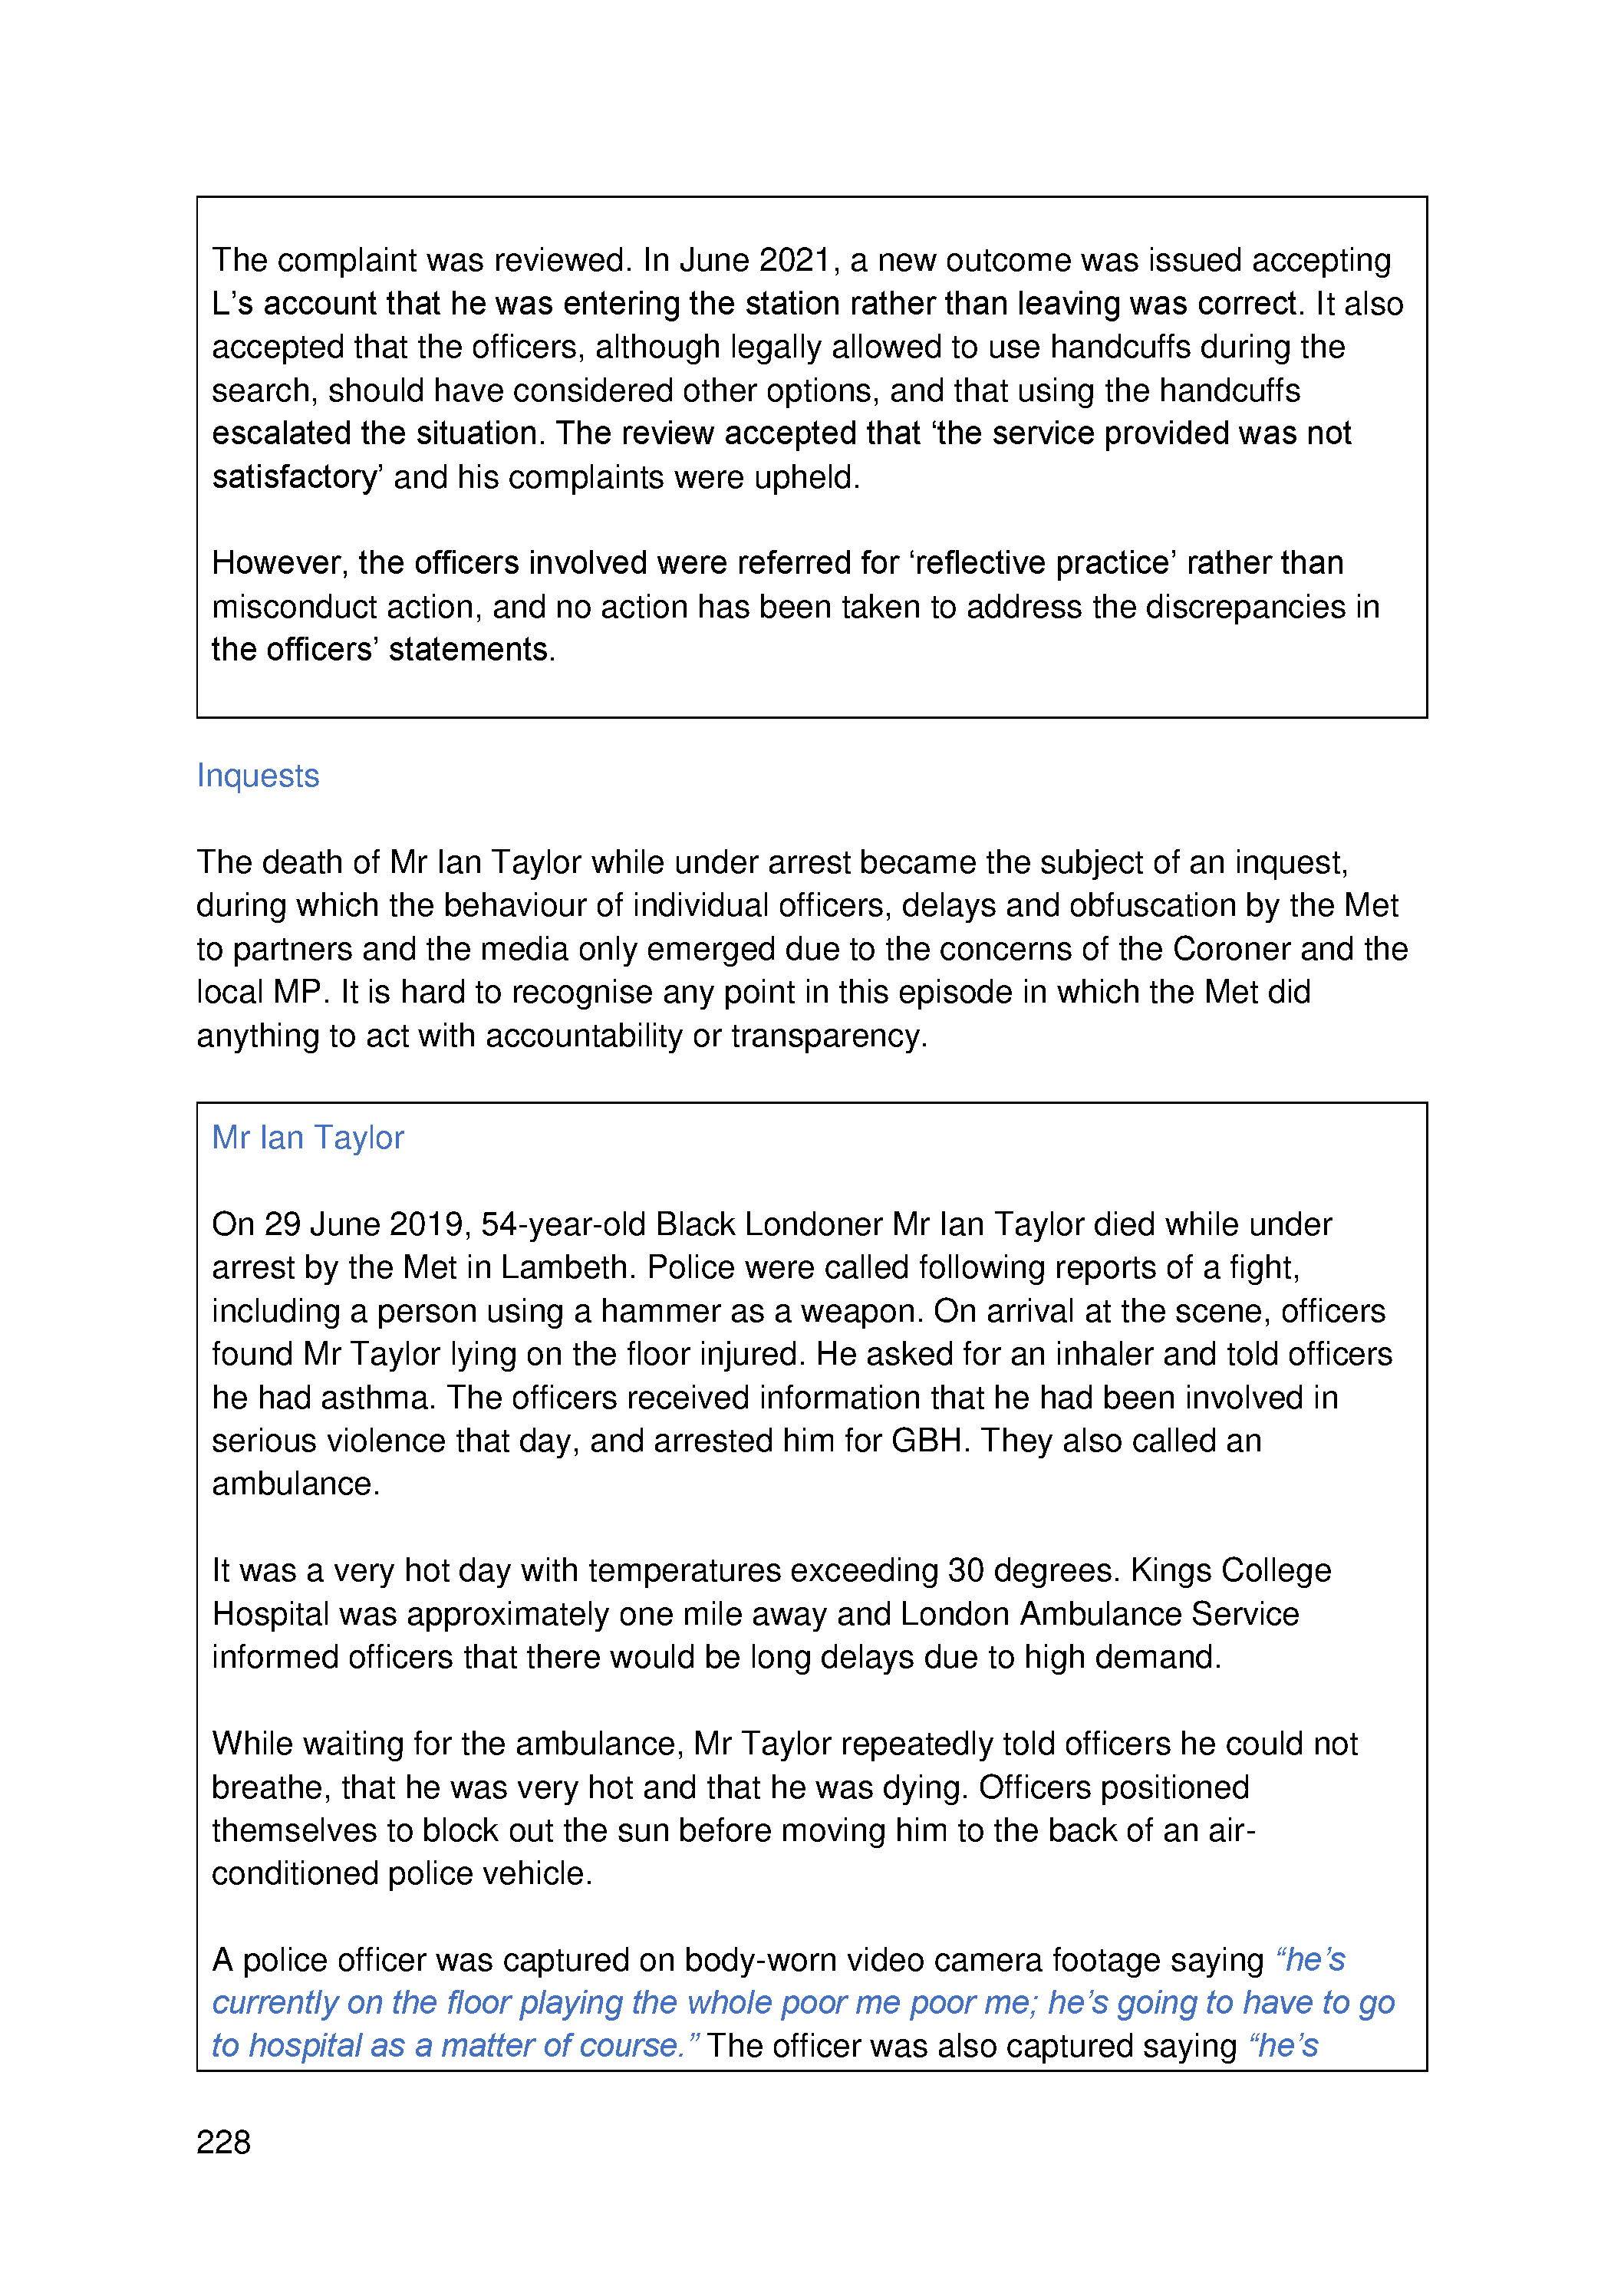 The complaint was reviewed. In June 2021, a new outcome was issued accepting
L’s account that he was entering the station rather than leaving was correct. It also
accepted that the officers, although legally allowed to use handcuffs during the
search, should have considered other options, and that using the handcuffs
escalated the situation. The review accepted that ‘the service provided was not
satisfactory’ and his complaints were upheld.
However, the officers involved were referred for ‘reflective practice’ rather than
misconduct action, and no action has been taken to address the discrepancies in
the officers’ statements.
Inquests
The death of Mr Ian Taylor while under arrest became the subject of an inquest,
during which the behaviour of individual officers, delays and obfuscation by the Met
to partners and the media only emerged due to the concerns of the Coroner and the
local MP. It is hard to recognise any point in this episode in which the Met did
anything to act with accountability or transparency.
Mr Ian Taylor
On 29 June 2019, 54-year-old Black Londoner Mr Ian Taylor died while under
arrest by the Met in Lambeth. Police were called following reports of a fight,
including a person using a hammer as a weapon. On arrival at the scene, officers
found Mr Taylor lying on the floor injured. He asked for an inhaler and told officers
he had asthma. The officers received information that he had been involved in
serious violence that day, and arrested him for GBH. They also called an
ambulance.
It was a very hot day with temperatures exceeding 30 degrees. Kings College
Hospital was approximately one mile away and London Ambulance Service
informed officers that there would be long delays due to high demand.
While waiting for the ambulance, Mr Taylor repeatedly told officers he could not
breathe, that he was very hot and that he was dying. Officers positioned
themselves to block out the sun before moving him to the back of an air-
conditioned police vehicle.
A police officer was captured on body-worn video camera footage saying “he’s
currently on the floor playing the whole poor me poor me; he’s going to have to go
to hospital as a matter of course.” The officer was also captured saying “he’s
228